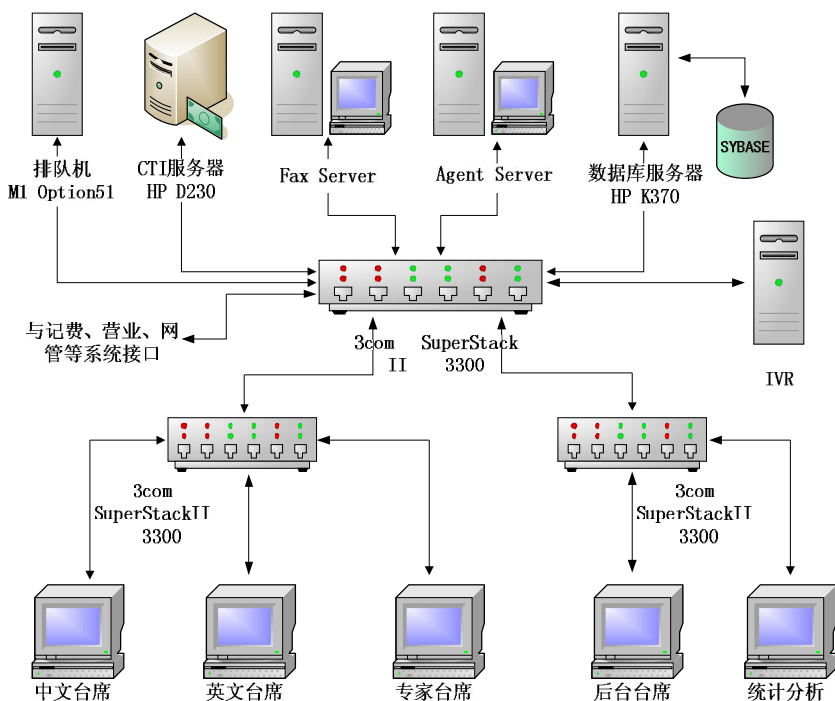 排队机
M1 Option51
CTI服务器
HP D230
Fax Server
Agent Server
数据库服务器
HP K370
SYBASE
与记费、营业、网
管等系统接口
3com SuperStack
II 3300
IVR
3com
SuperStackII
3300
3com
SuperStackII
3300
中文台席
英文台席
专家台席
后台台席
统计分析